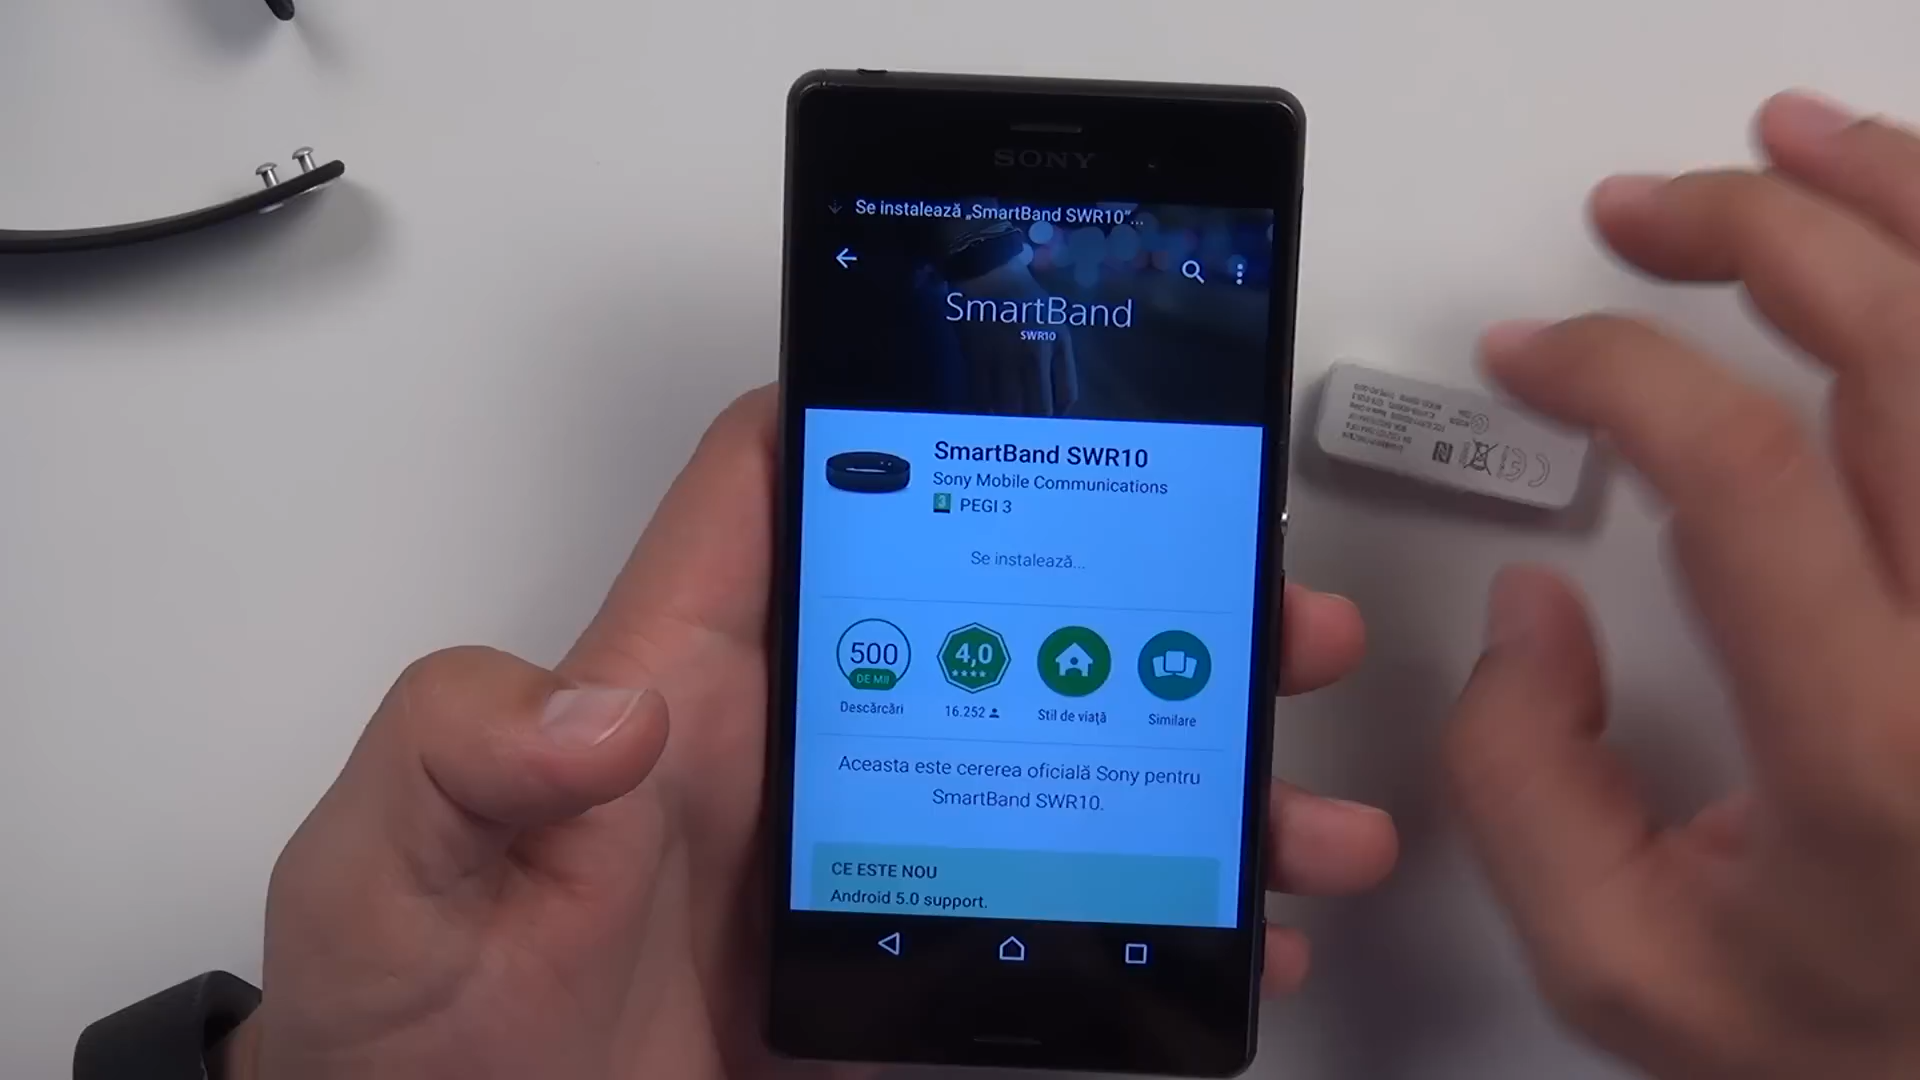 SONY
Se instalează „SmartBand SWR10”...
SmartBand
SWR10
SmartBand SWR10
Sony Mobile Communications
3 PEGI 3
Se instalează...
500
DE MII
4,0
Descărcări
16.252
Stil de viață
Similare
Aceasta este cererea oficială Sony pentru
SmartBand SWR10.
CE ESTE NOU
Android 5.0 support.